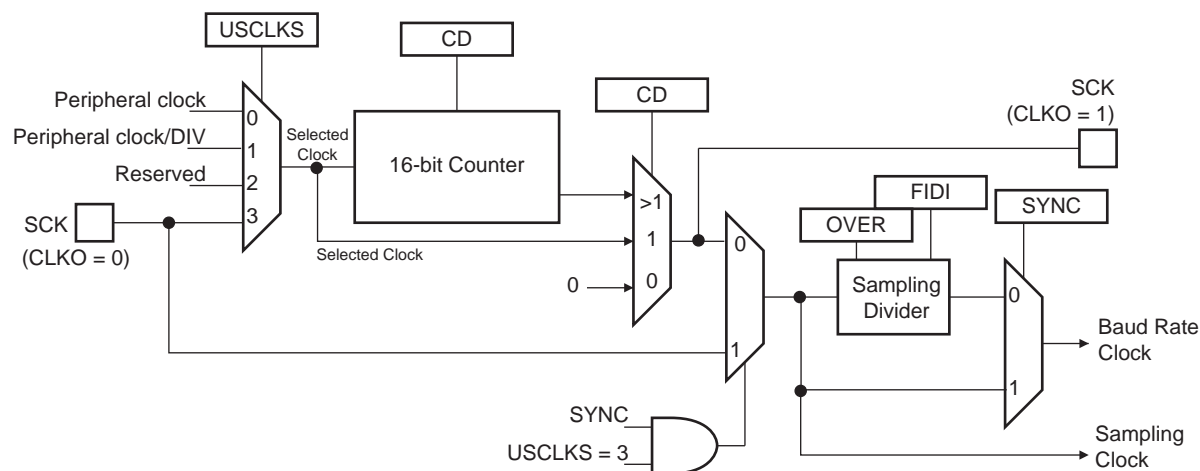 USCLKS
CD
CD
SCK
(CLKO = 1)
Peripheral clock
0
Peripheral clock/DIV
1
Reserved
2
3
SCK
(CLKO = 0)
Selected
Clock
16-bit Counter
Selected Clock
>1
1
0
0
FIDI
OVER
SYNC
0
1
Sampling
Divider
0
1
Baud Rate
Clock
SYNC
USCLKS = 3
Sampling
Clock